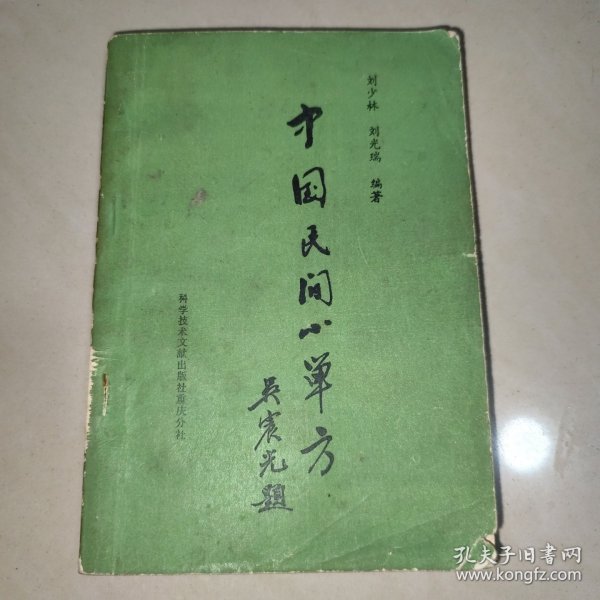 刘少林 刘光瑞 编著
中国民间小单方
吴震光题
科学技术文献出版社重庆分社
孔夫子旧书网
www.kongfz.com